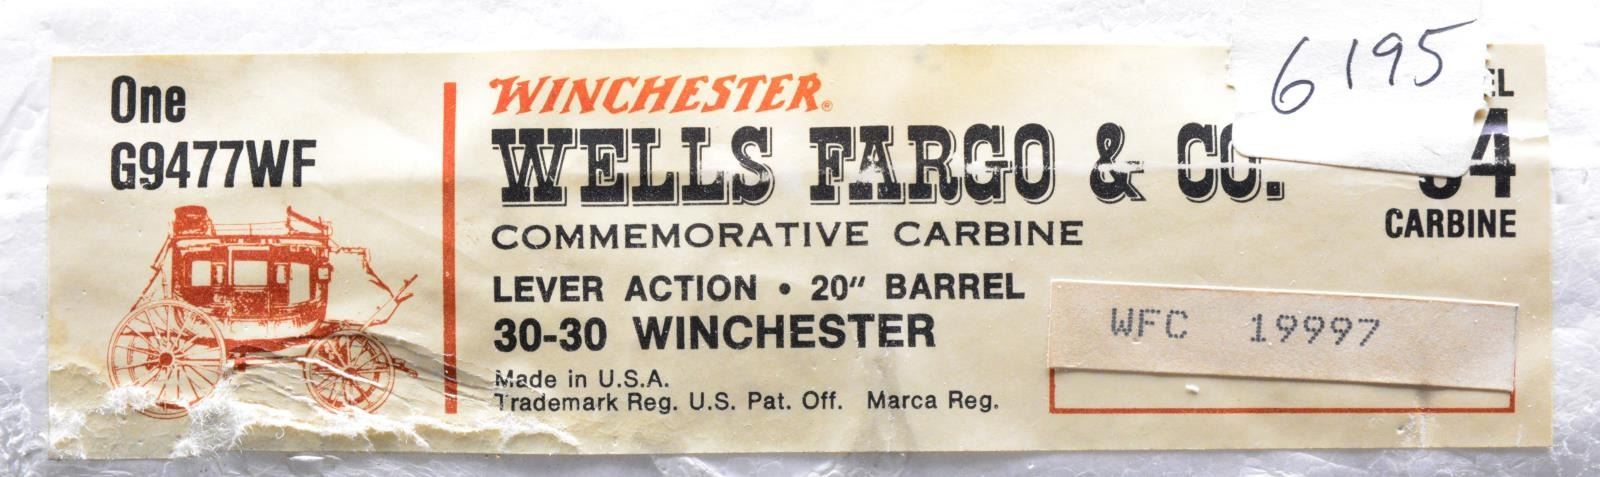 One
G9477WF
WINCHESTER®
WELLS FARGO & CO.
COMMEMORATIVE CARBINE
LEVER ACTION • 20" BARREL
30-30 WINCHESTER
Made in U.S.A.
Trademark Reg. U.S. Pat. Off. Marca Reg.
6195
CARBINE
WFC 19997